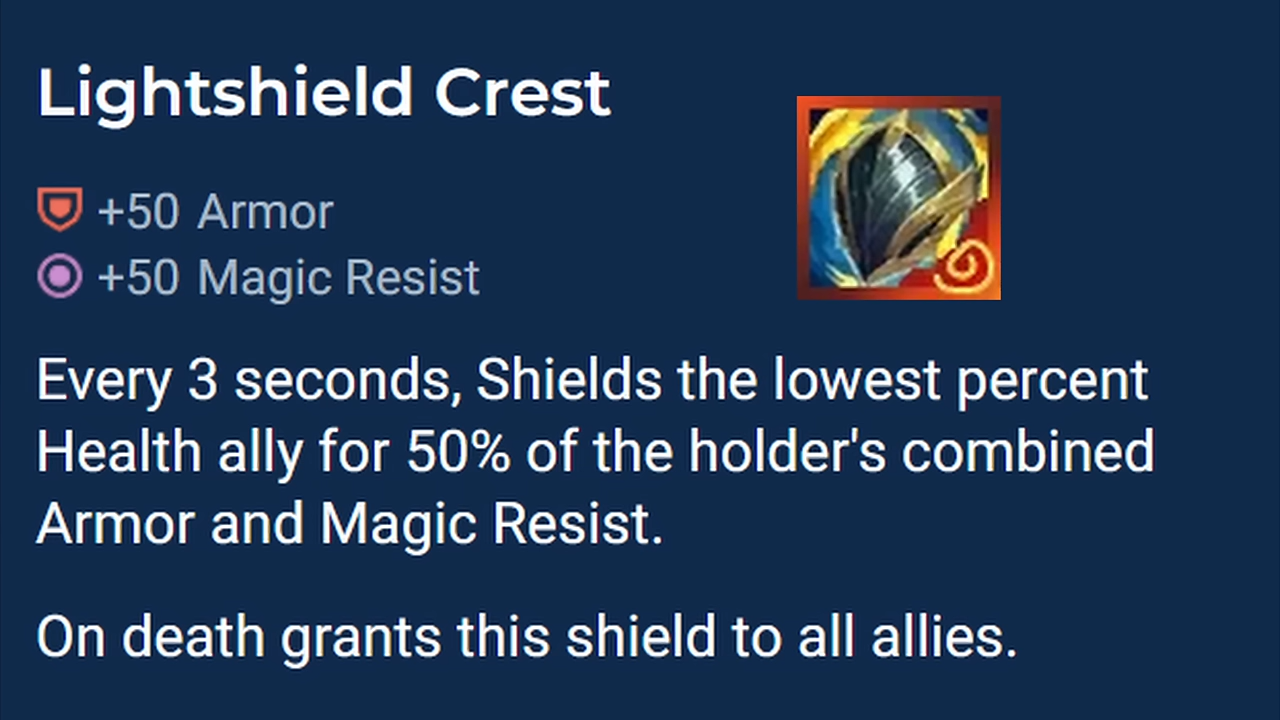 Lightshield Crest
+50 Armor
+50 Magic Resist
Every 3 seconds, Shields the lowest percent
Health ally for 50% of the holder's combined
Armor and Magic Resist.
On death grants this shield to all allies.